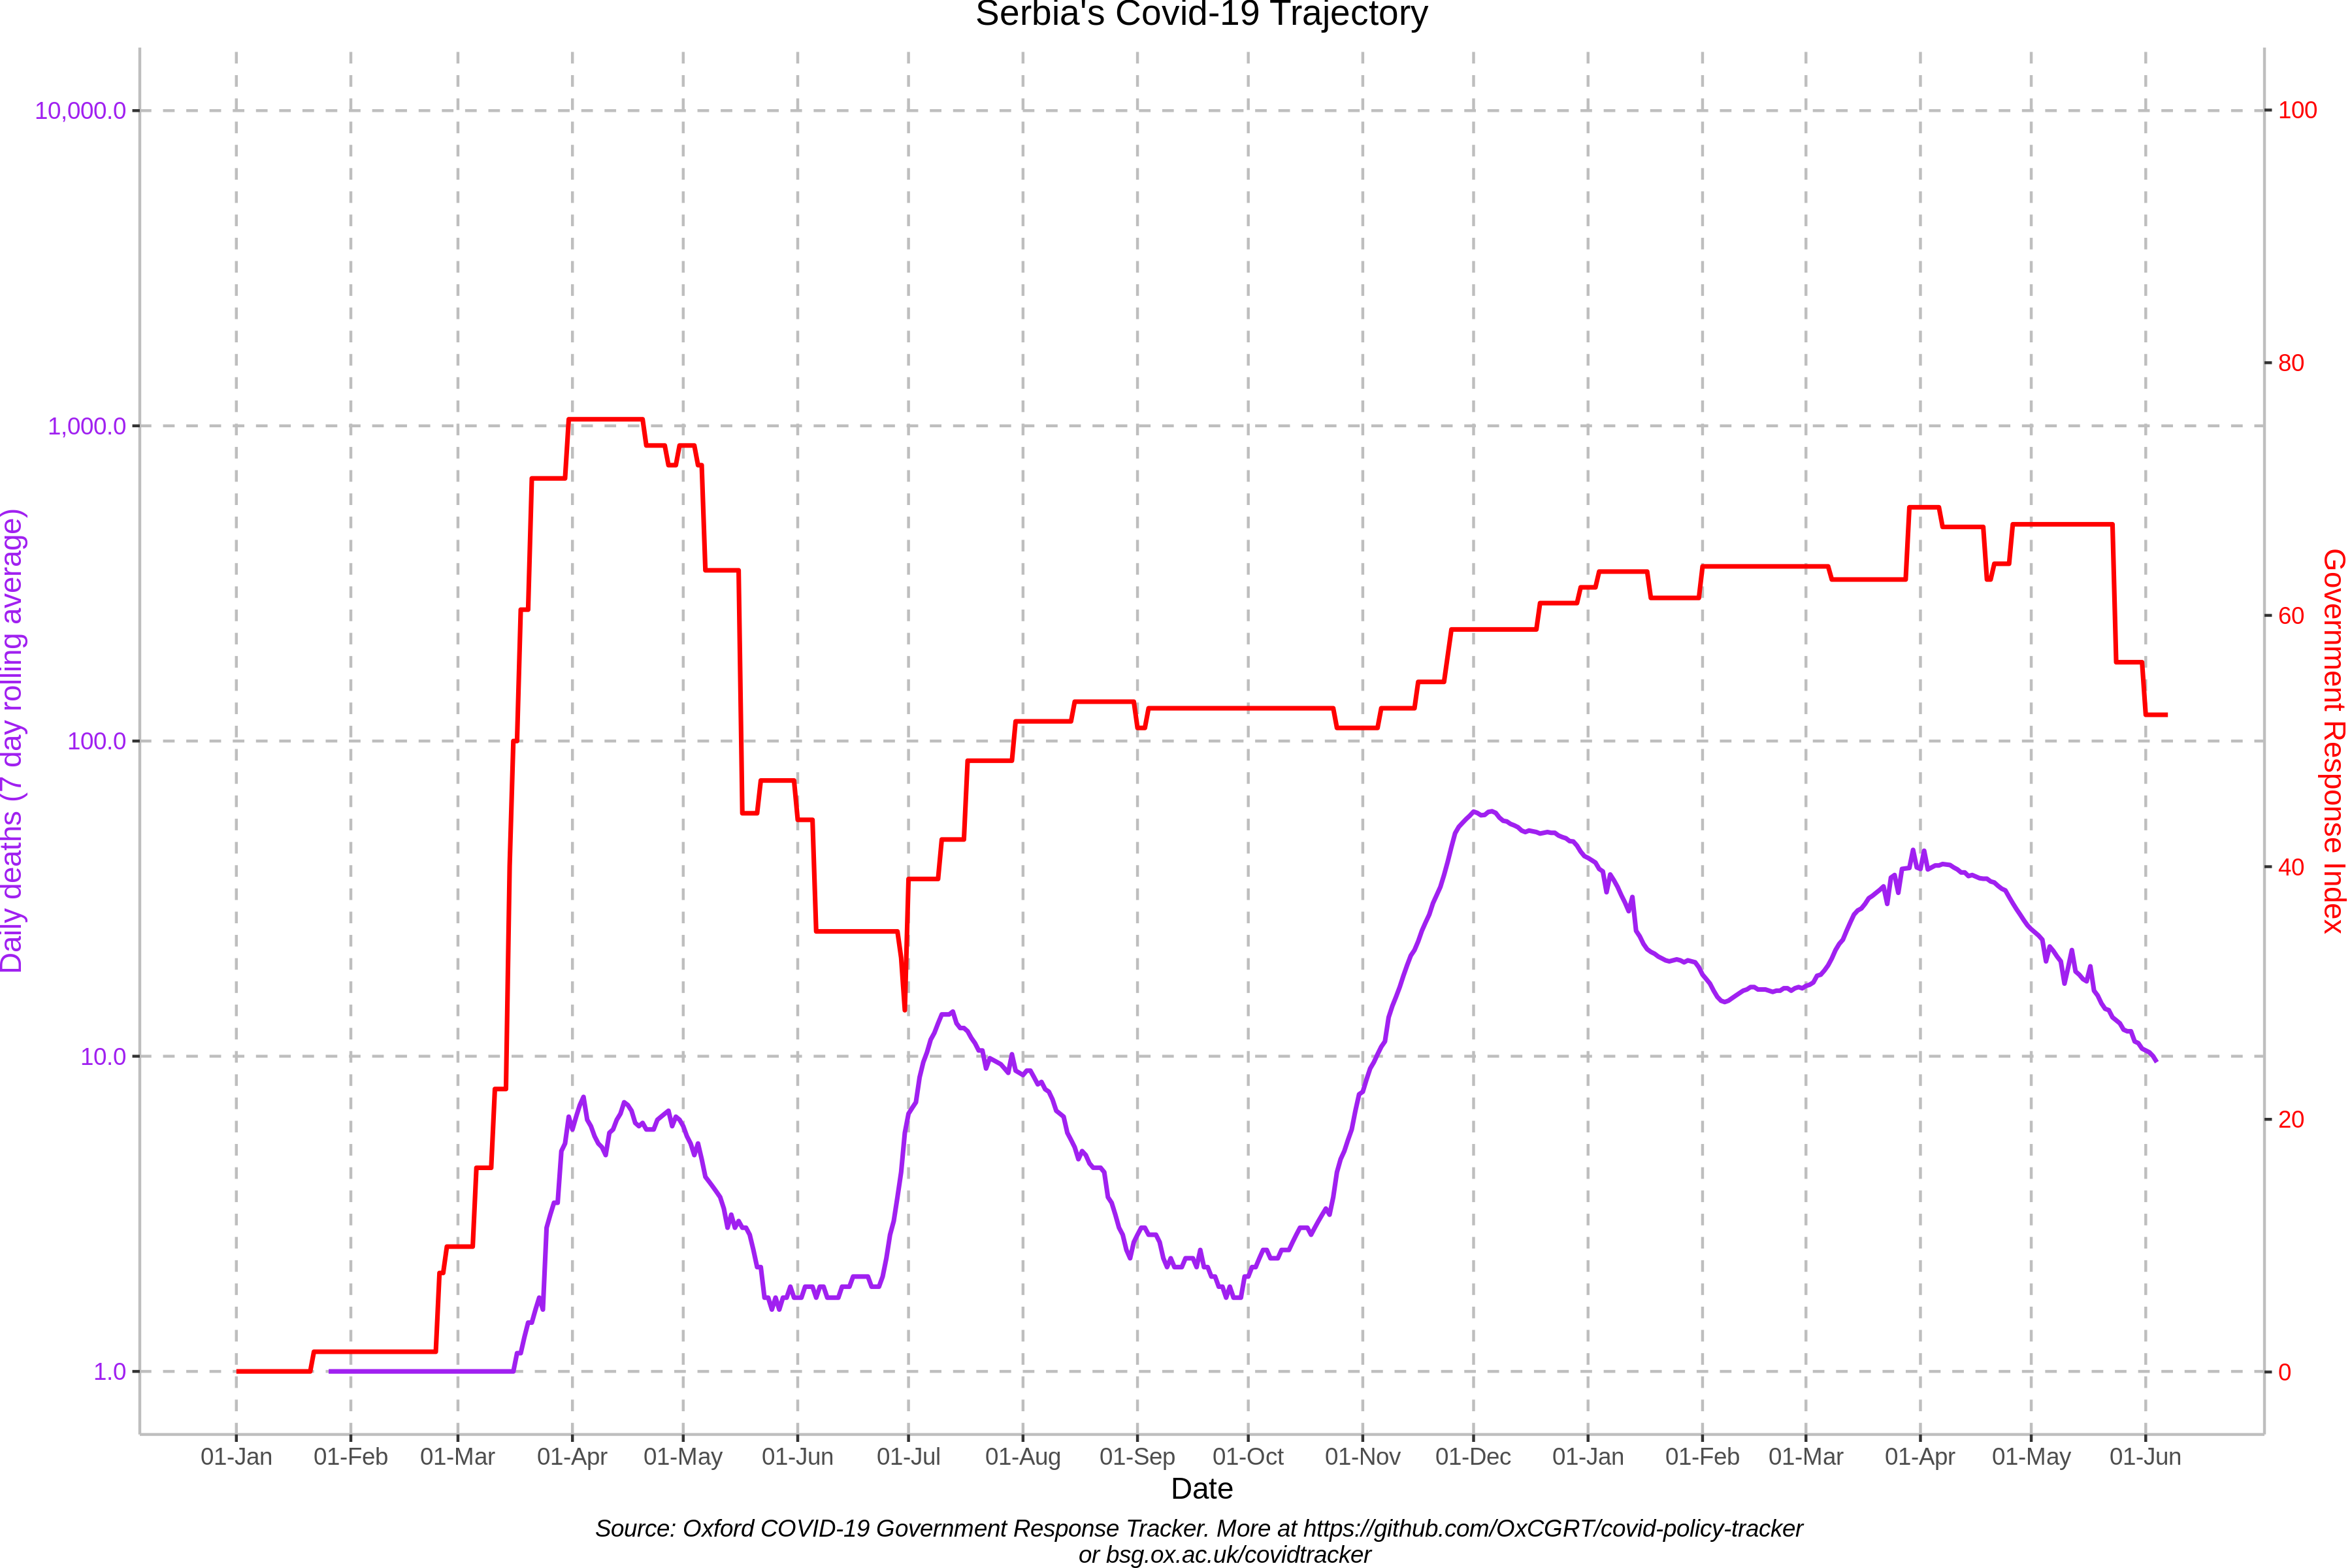 Serbia's Covid-19 Trajectory
10,000.0
1,000.0
100.0
10.0
1.0
Daily deaths (7 day rolling average)
100
80
60
40
20
0
Government Response Index
01-Jan 01-Feb 01-Mar 01-Apr 01-May 01-Jun 01-Jul 01-Aug 01-Sep 01-Oct 01-Nov 01-Dec 01-Jan 01-Feb 01-Mar 01-Apr 01-May 01-Jun
Date
Source: Oxford COVID-19 Government Response Tracker. More at https://github.com/OxCGRT/covid-policy-tracker
or bsg.ox.ac.uk/covidtracker